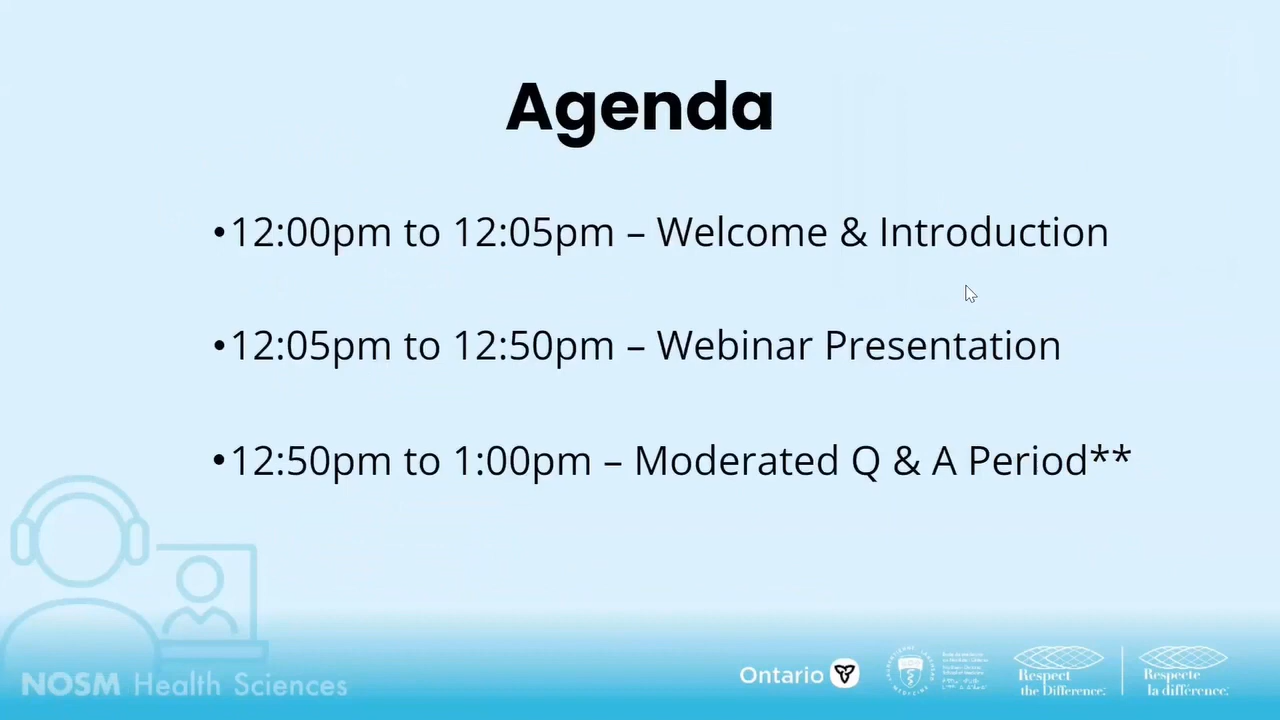 Agenda
•12:00pm to 12:05pm – Welcome & Introduction
•12:05pm to 12:50pm – Webinar Presentation
•12:50pm to 1:00pm – Moderated Q & A Period**
NOSM Health Sciences
Ontario
Respect
the Difference.
Respecte
la différence.